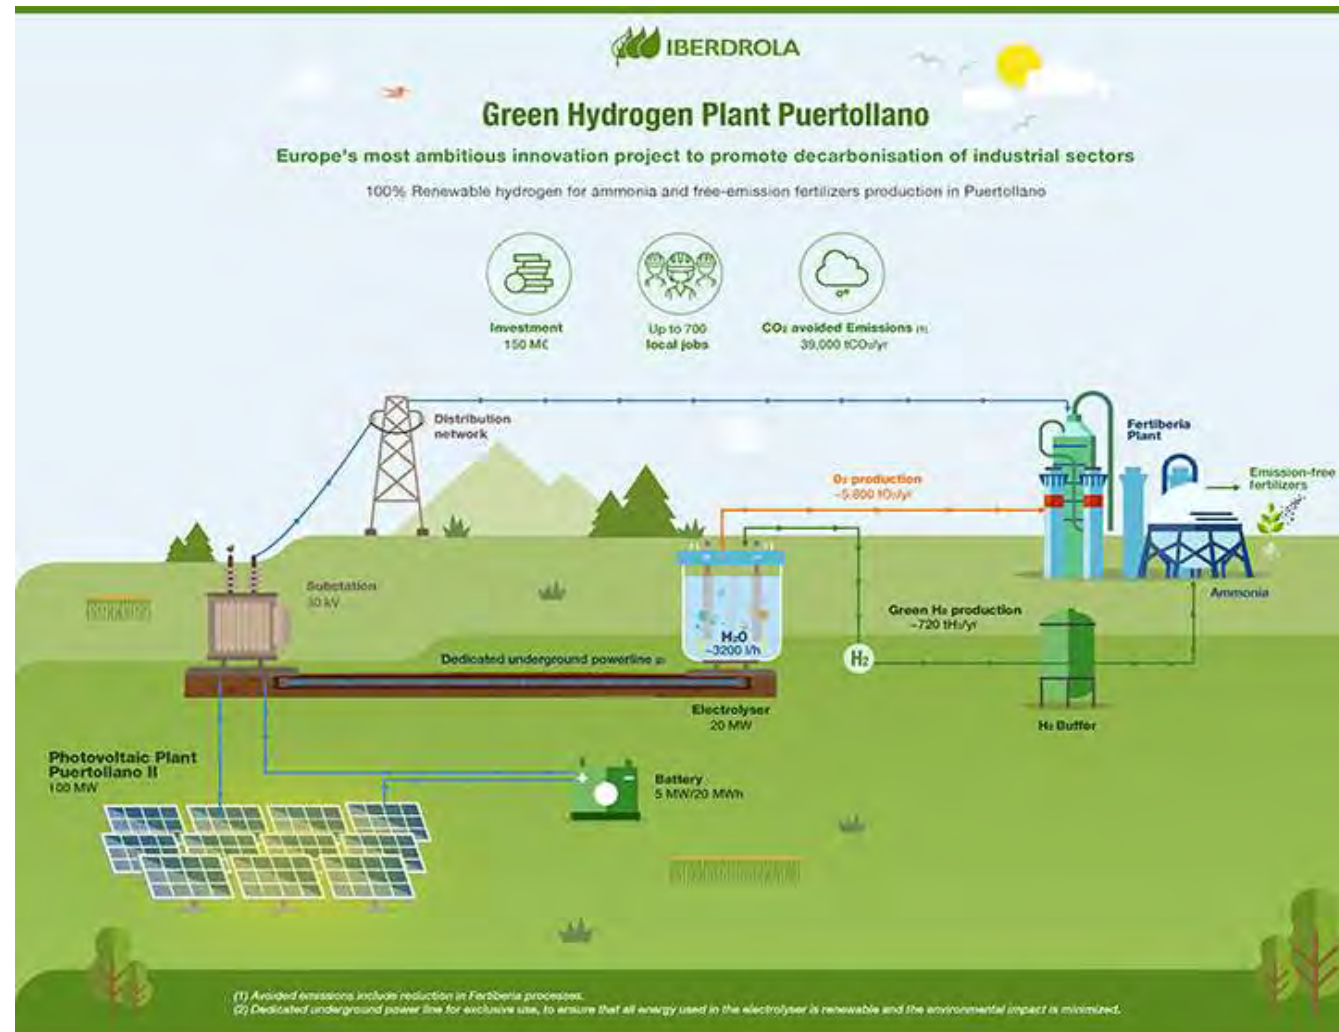 IBERDROLA
Green Hydrogen Plant Puertollano
Europe's most ambitious innovation project to promote decarbonisation of industrial sectors
100% Renewable hydrogen for ammonia and free-emission fertilizers production in Puertollano
Investment
150 M€
Up to 700
local jobs
CO₂ avoided Emissions (1)
39,000 tCO₂/yr
Distribution
network
Fertiberia
Plant
Emission-free
fertilizers
O₂ production
~5,800 tO₂/yr
Substation
30 kV
Ammonia
Green H₂ production
~720 tH₂/yr
H₂O
~3200 l/h
H₂
Dedicated underground powerline (2)
Electrolyser
20 MW
H₂ Buffer
Photovoltaic Plant
Puertollano II
100 MW
Battery
5 MW/20 MWh
+
-
(1) Avoided emissions include reduction in Fertiberia processes.
(2) Dedicated underground power line for exclusive use, to ensure that all energy used in the electrolyser is renewable and the environmental impact is minimized.